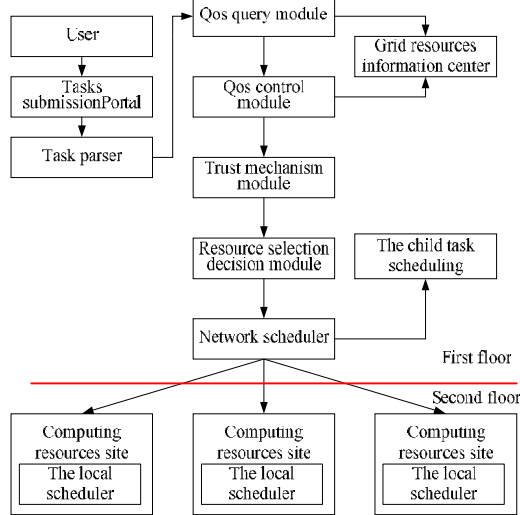 User
Tasks
submissionPortal
Task parser
Qos query module
Grid resources
information center
Qos control
module
Trust mechanism
module
Resource selection
decision module
The child task
scheduling
Network scheduler
First floor
Second floor
Computing
resources site
The local
scheduler
Computing
resources site
The local
scheduler
Computing
resources site
The local
scheduler